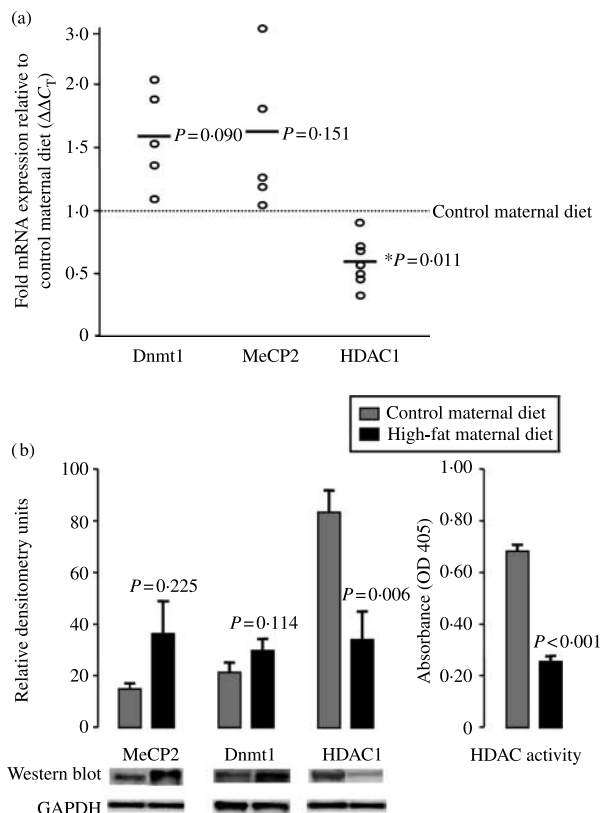 (a)
Fold mRNA expression relative to
control maternal diet (ΔΔCT)
3·0
2·0
1·5
1·0
0·5
0
P=0·090
P=0·151
Control maternal diet
*P=0·011
Dnmt1 MeCP2 HDAC1
Control maternal diet
High-fat maternal diet
(b)
Relative densitometry units
100
80
60
40
20
0
P=0·225
P=0·114
P=0·006
MeCP2 Dnmt1 HDAC1
Western blot
GAPDH
Absorbance (OD 405)
1·00
0·80
0·60
0·40
0·20
0
P<0·001
HDAC activity